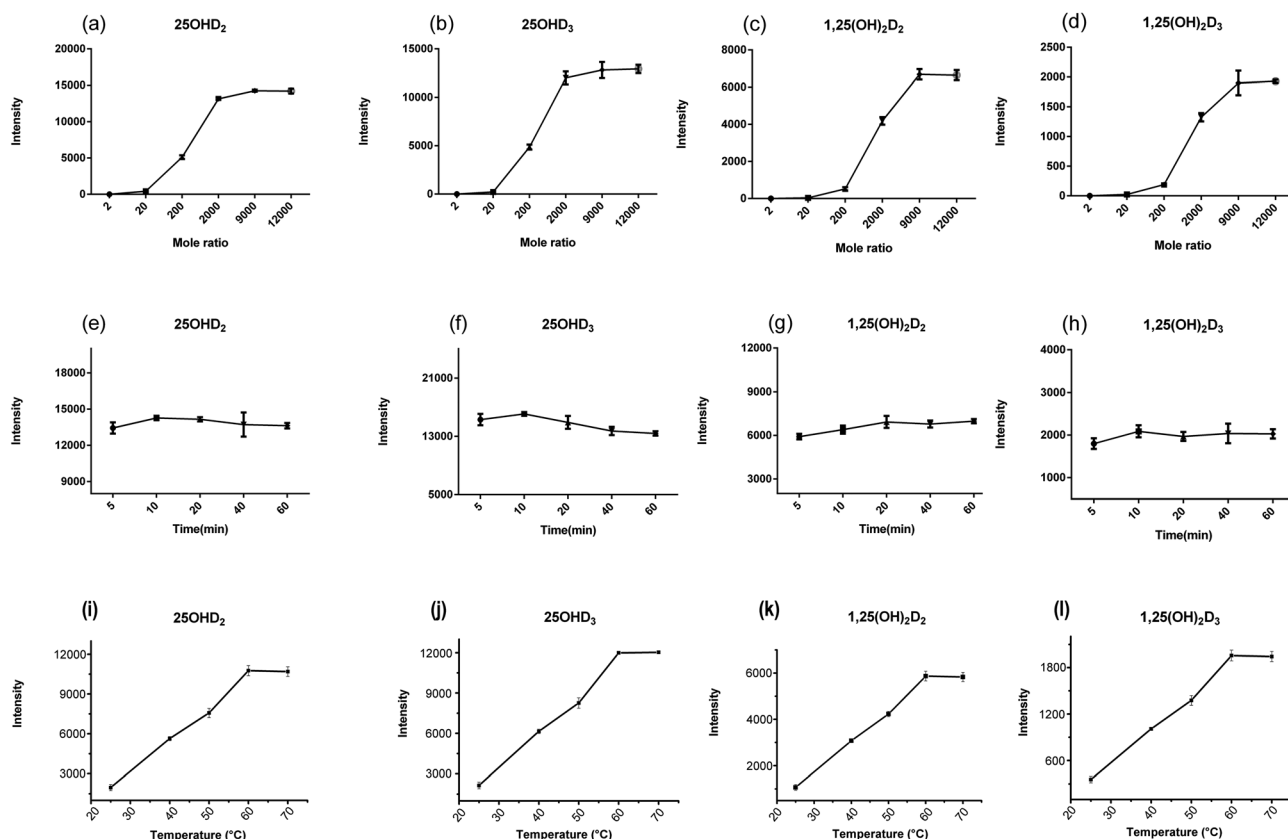 (a) 25OHD₂
20000
15000
10000
5000
0
Intensity
2 20 200 2000 9000 12000
Mole ratio
(b) 25OHD₃
15000
10000
5000
0
Intensity
2 20 200 2000 9000 12000
Mole ratio
(c) 1,25(OH)₂D₂
8000
6000
4000
2000
0
Intensity
2 20 200 2000 9000 12000
Mole ratio
(d) 1,25(OH)₂D₃
2500
2000
1500
1000
500
0
Intensity
2 20 200 2000 9000 12000
Mole ratio
(e) 25OHD₂
18000
15000
12000
9000
Intensity
5 10 20 40 60
Time(min)
(f) 25OHD₃
21000
13000
5000
Intensity
5 10 20 40 60
Time(min)
(g) 1,25(OH)₂D₂
12000
9000
6000
3000
Intensity
5 10 20 40 60
Time(min)
(h) 1,25(OH)₂D₃
4000
3000
2000
1000
Intensity
5 10 20 40 60
Time(min)
(i) 25OHD₂
12000
9000
6000
3000
Intensity
20 30 40 50 60 70
Temperature (°C)
(j) 25OHD₃
12000
9000
6000
3000
Intensity
20 30 40 50 60 70
Temperature (°C)
(k) 1,25(OH)₂D₂
6000
4000
2000
Intensity
20 30 40 50 60 70
Temperature (°C)
(l) 1,25(OH)₂D₃
1800
1200
600
Intensity
20 30 40 50 60 70
Temperature (°C)